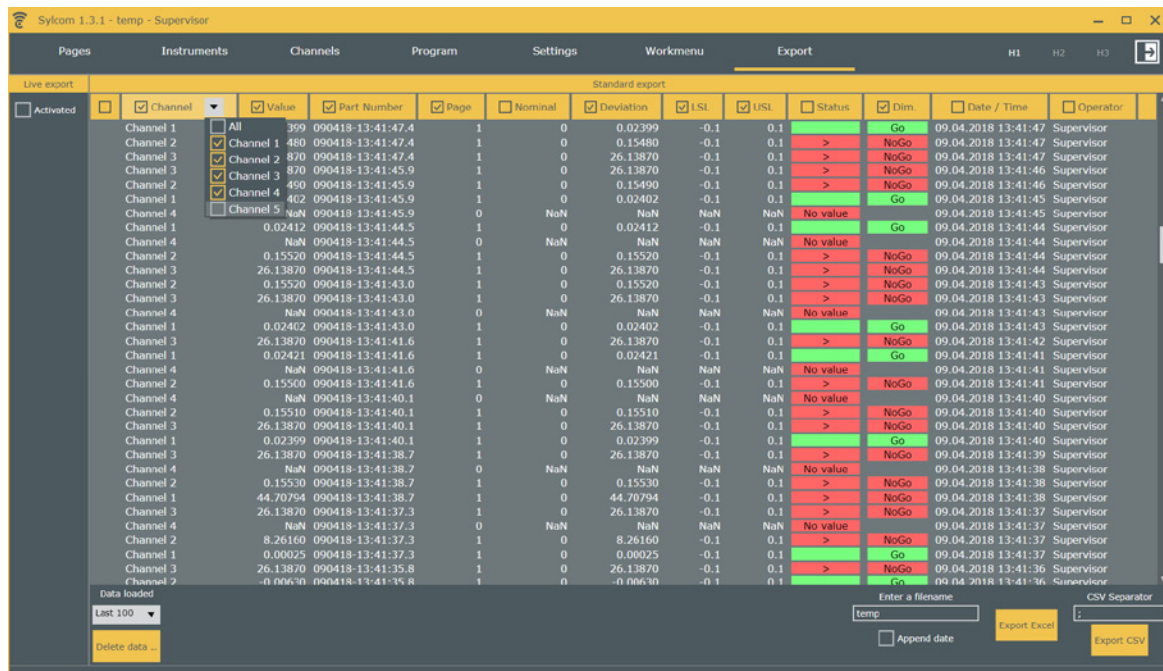 Sylcom 1.3.1 - temp - Supervisor
Pages Instruments Channels Program Settings Workmenu Export H1 H2 H3
Live export Standard export
Activated Channel Value Part Number Page Nominal Deviation LSL USL Status Dim. Date / Time Operator
All
Channel 1
Channel 2
Channel 3
Channel 4
Channel 5
Channel 1 399 090418-13:41:47.4 1 0 0.02399 -0.1 0.1 Go 09.04.2018 13:41:47 Supervisor
Channel 2 480 090418-13:41:47.4 1 0 0.15480 -0.1 0.1 > NoGo 09.04.2018 13:41:47 Supervisor
Channel 3 870 090418-13:41:47.4 1 0 26.13870 -0.1 0.1 > NoGo 09.04.2018 13:41:47 Supervisor
Channel 3 870 090418-13:41:45.9 1 0 26.13870 -0.1 0.1 > NoGo 09.04.2018 13:41:46 Supervisor
Channel 2 490 090418-13:41:45.9 1 0 0.15490 -0.1 0.1 > NoGo 09.04.2018 13:41:46 Supervisor
Channel 1 402 090418-13:41:45.9 1 0 0.02402 -0.1 0.1 Go 09.04.2018 13:41:45 Supervisor
Channel 4 NaN 090418-13:41:45.9 0 NaN NaN NaN NaN No value 09.04.2018 13:41:45 Supervisor
Channel 1 0.02412 090418-13:41:44.5 1 0 0.02412 -0.1 0.1 Go 09.04.2018 13:41:44 Supervisor
Channel 4 NaN 090418-13:41:44.5 0 NaN NaN NaN NaN No value 09.04.2018 13:41:44 Supervisor
Channel 2 0.15520 090418-13:41:44.5 1 0 0.15520 -0.1 0.1 > NoGo 09.04.2018 13:41:44 Supervisor
Channel 3 26.13870 090418-13:41:44.5 1 0 26.13870 -0.1 0.1 > NoGo 09.04.2018 13:41:44 Supervisor
Channel 2 0.15520 090418-13:41:43.0 1 0 0.15520 -0.1 0.1 > NoGo 09.04.2018 13:41:43 Supervisor
Channel 3 26.13870 090418-13:41:43.0 1 0 26.13870 -0.1 0.1 > NoGo 09.04.2018 13:41:43 Supervisor
Channel 4 NaN 090418-13:41:43.0 0 NaN NaN NaN NaN No value 09.04.2018 13:41:43 Supervisor
Channel 1 0.02402 090418-13:41:43.0 1 0 0.02402 -0.1 0.1 Go 09.04.2018 13:41:43 Supervisor
Channel 3 26.13870 090418-13:41:41.6 1 0 26.13870 -0.1 0.1 > NoGo 09.04.2018 13:41:42 Supervisor
Channel 1 0.02421 090418-13:41:41.6 1 0 0.02421 -0.1 0.1 Go 09.04.2018 13:41:41 Supervisor
Channel 4 NaN 090418-13:41:41.6 0 NaN NaN NaN NaN No value 09.04.2018 13:41:41 Supervisor
Channel 2 0.15500 090418-13:41:41.6 1 0 0.15500 -0.1 0.1 > NoGo 09.04.2018 13:41:41 Supervisor
Channel 4 NaN 090418-13:41:40.1 0 NaN NaN NaN NaN No value 09.04.2018 13:41:40 Supervisor
Channel 2 0.15510 090418-13:41:40.1 1 0 0.15510 -0.1 0.1 > NoGo 09.04.2018 13:41:40 Supervisor
Channel 3 26.13870 090418-13:41:40.1 1 0 26.13870 -0.1 0.1 > NoGo 09.04.2018 13:41:40 Supervisor
Channel 1 0.02399 090418-13:41:40.1 1 0 0.02399 -0.1 0.1 Go 09.04.2018 13:41:40 Supervisor
Channel 3 26.13870 090418-13:41:38.7 1 0 26.13870 -0.1 0.1 > NoGo 09.04.2018 13:41:39 Supervisor
Channel 4 NaN 090418-13:41:38.7 0 NaN NaN NaN NaN No value 09.04.2018 13:41:38 Supervisor
Channel 2 0.15530 090418-13:41:38.7 1 0 0.15530 -0.1 0.1 > NoGo 09.04.2018 13:41:38 Supervisor
Channel 1 44.70794 090418-13:41:38.7 1 0 44.70794 -0.1 0.1 > NoGo 09.04.2018 13:41:38 Supervisor
Channel 3 26.13870 090418-13:41:37.3 1 0 26.13870 -0.1 0.1 > NoGo 09.04.2018 13:41:37 Supervisor
Channel 4 NaN 090418-13:41:37.3 0 NaN NaN NaN NaN No value 09.04.2018 13:41:37 Supervisor
Channel 2 8.26160 090418-13:41:37.3 1 0 8.26160 -0.1 0.1 > NoGo 09.04.2018 13:41:37 Supervisor
Channel 1 0.00025 090418-13:41:37.3 1 0 0.00025 -0.1 0.1 Go 09.04.2018 13:41:37 Supervisor
Channel 3 26.13870 090418-13:41:35.8 1 0 26.13870 -0.1 0.1 > NoGo 09.04.2018 13:41:36 Supervisor
Channel 2 -0.00630 090418-13:41:35.8 1 0 -0.00630 -0.1 0.1 Go 09.04.2018 13:41:36 Supervisor
Data loaded Enter a filename CSV Separator
Last 100 temp ;
Export Excel
Delete data ... Append date Export CSV